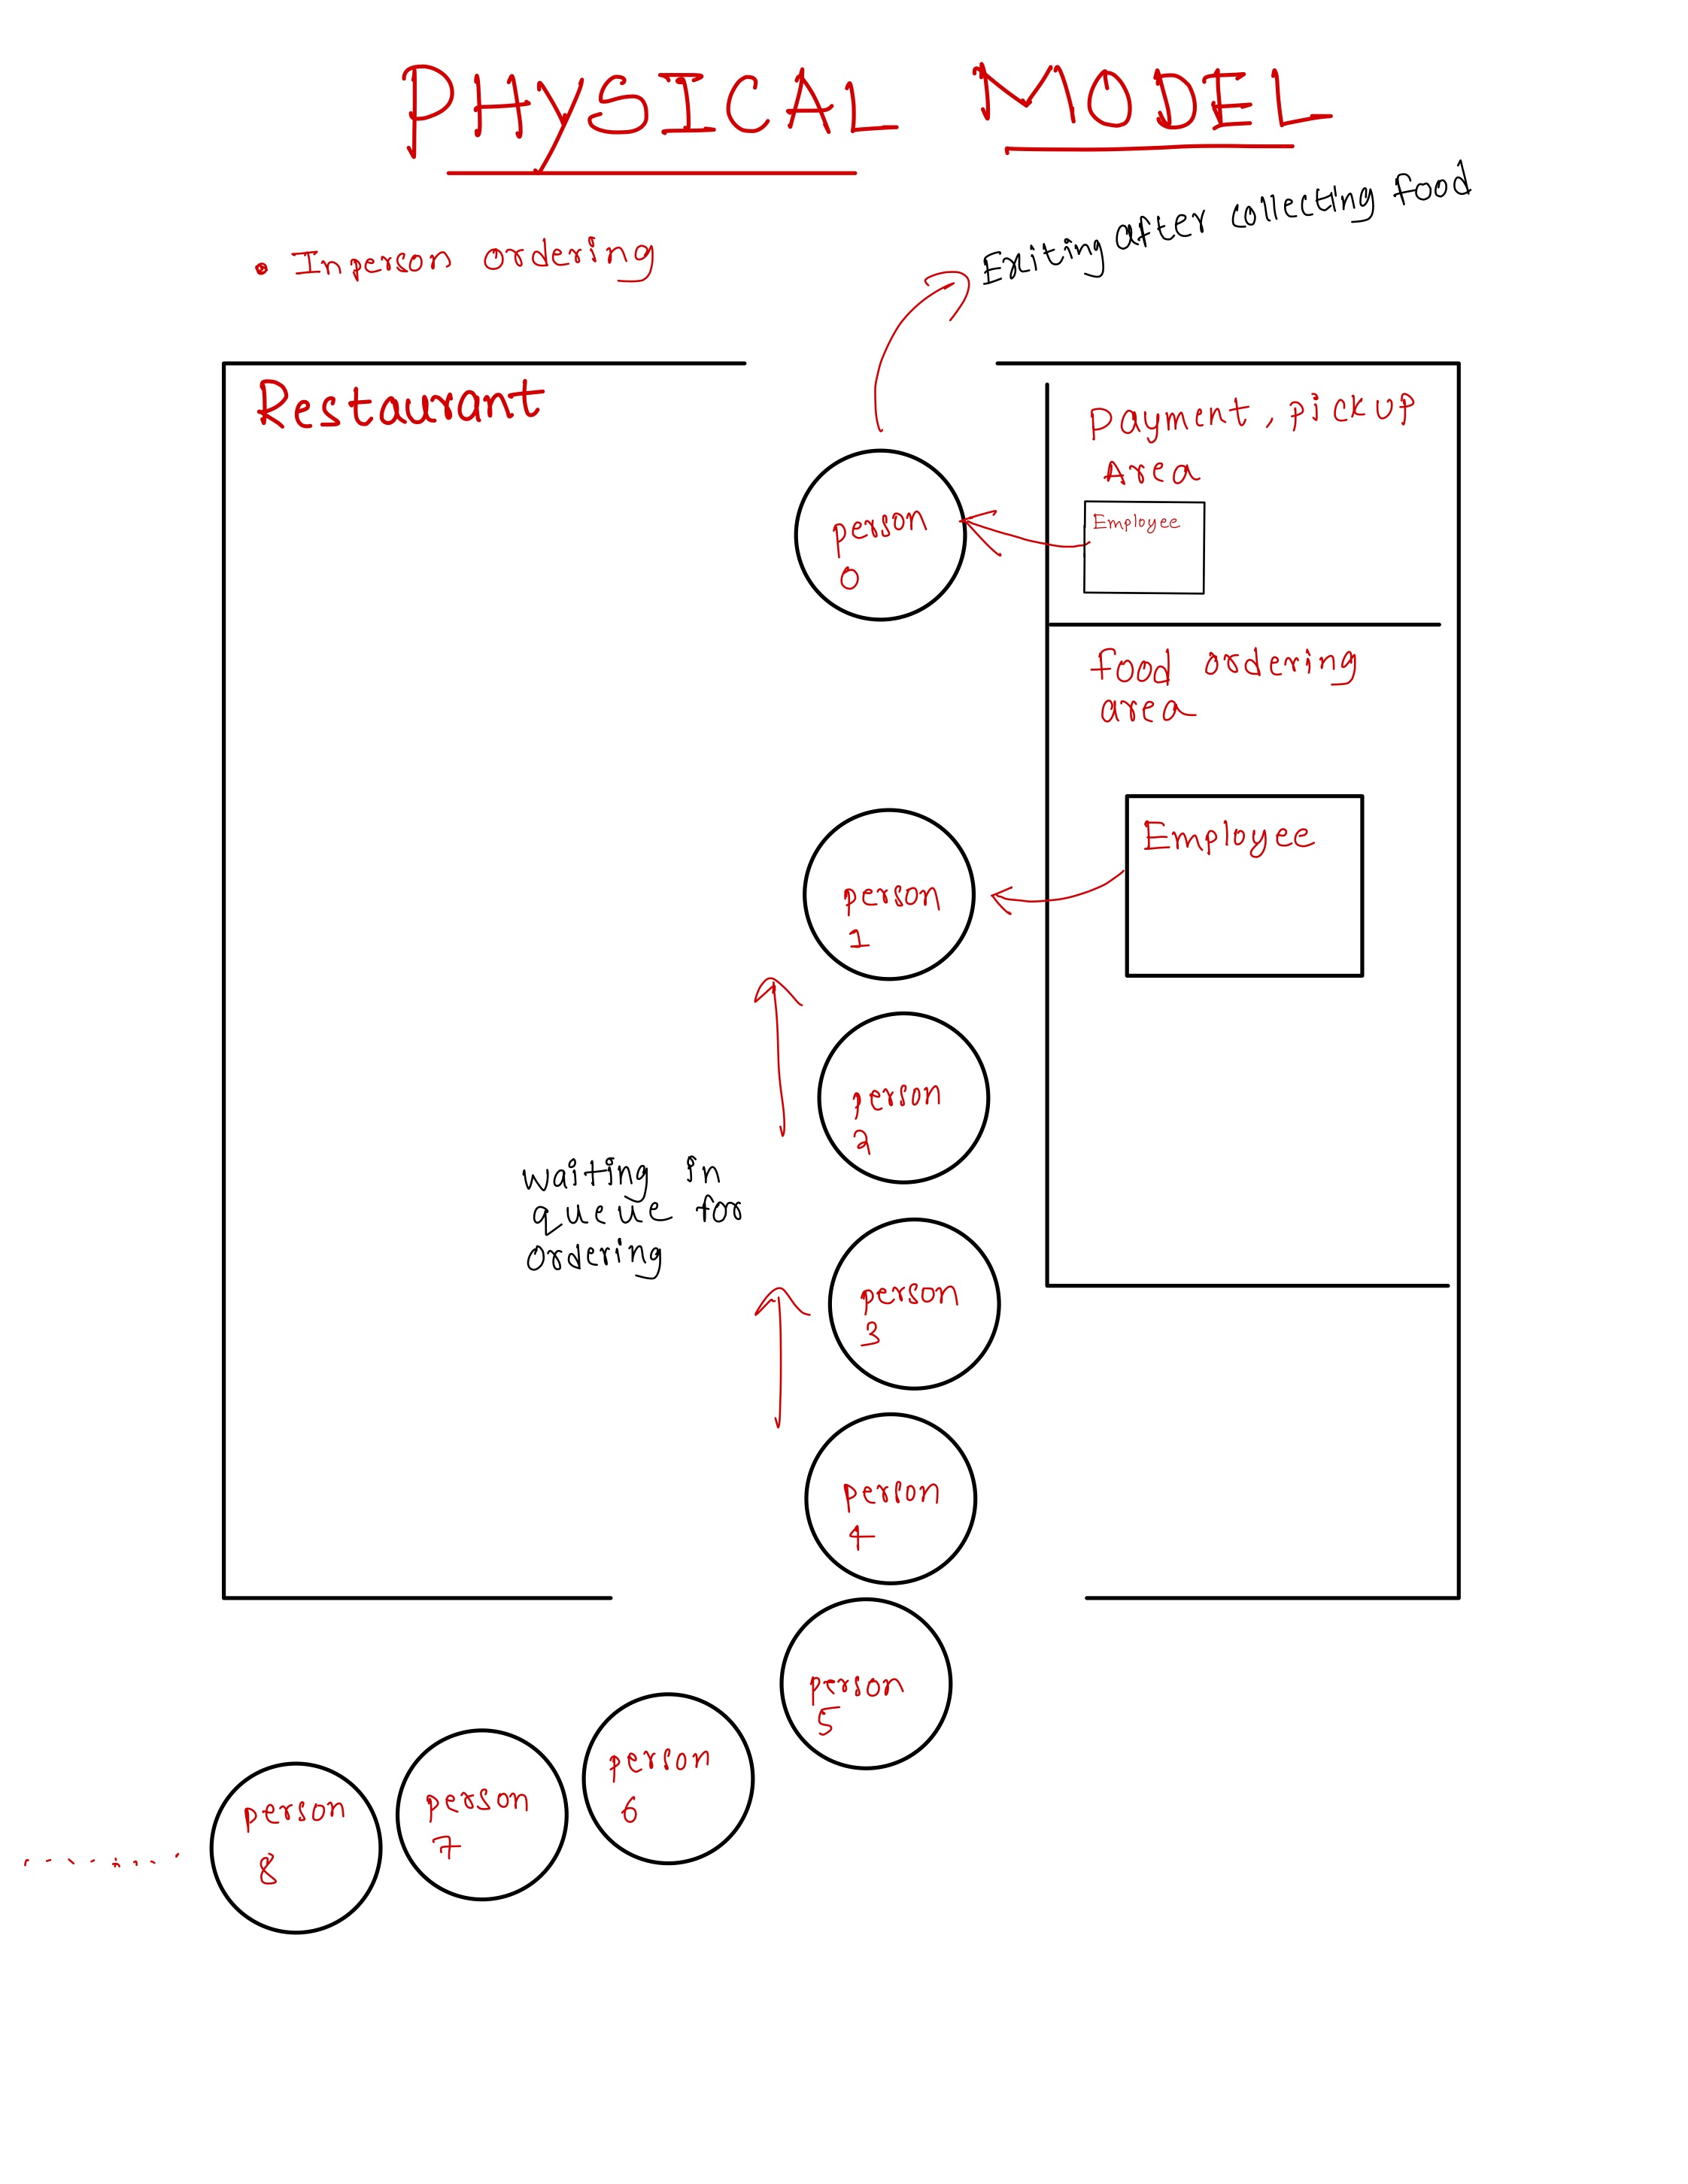 PHYSICAL MODEL
• Inperson ordering
Exiting after collecting food
Restaurant
Payment, pickup
Area
Employee
person
0
food ordering
area
Employee
person
1
person
2
waiting in
queue for
ordering
person
3
person
4
person
5
person
6
person
7
person
8